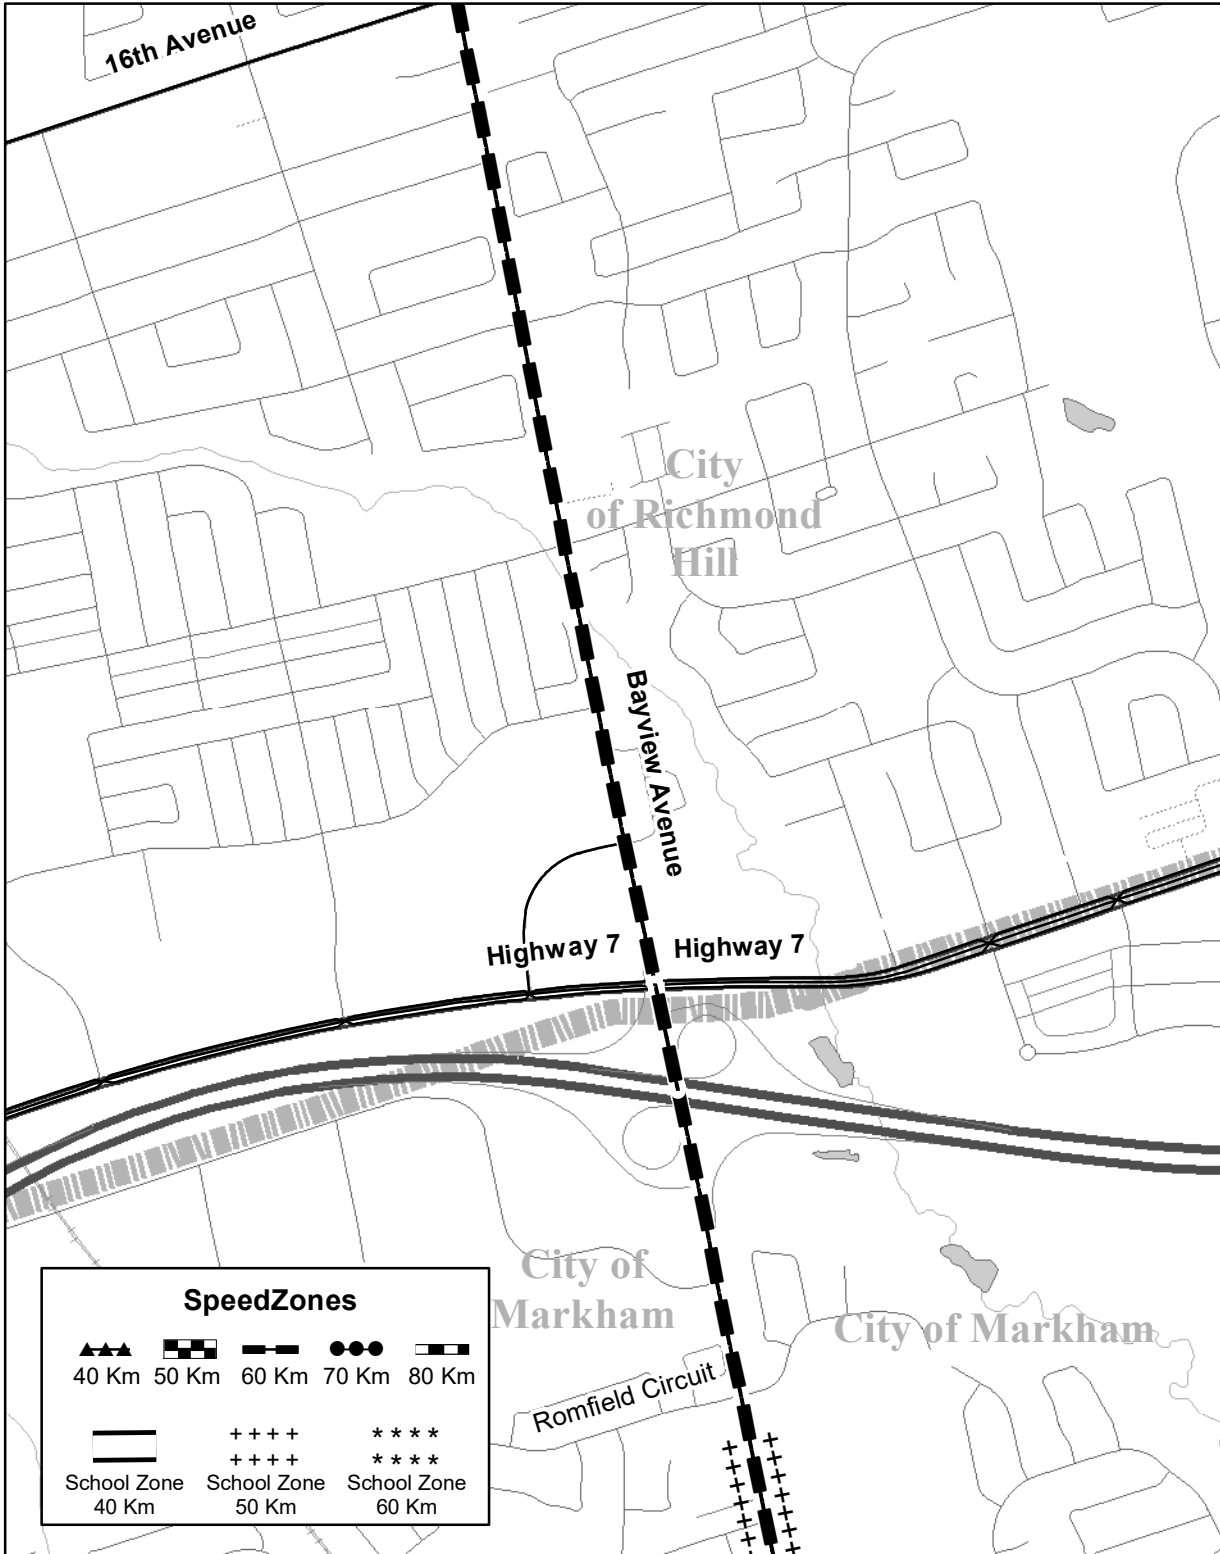 16th Avenue
City
of Richmond
Hill
Bayview Avenue
Highway 7
Highway 7
City of
Markham
City of Markham
Romfield Circuit
SpeedZones
40 Km 50 Km 60 Km 70 Km 80 Km
+ + + + * * * *
+ + + + * * * *
School Zone School Zone School Zone
40 Km 50 Km 60 Km